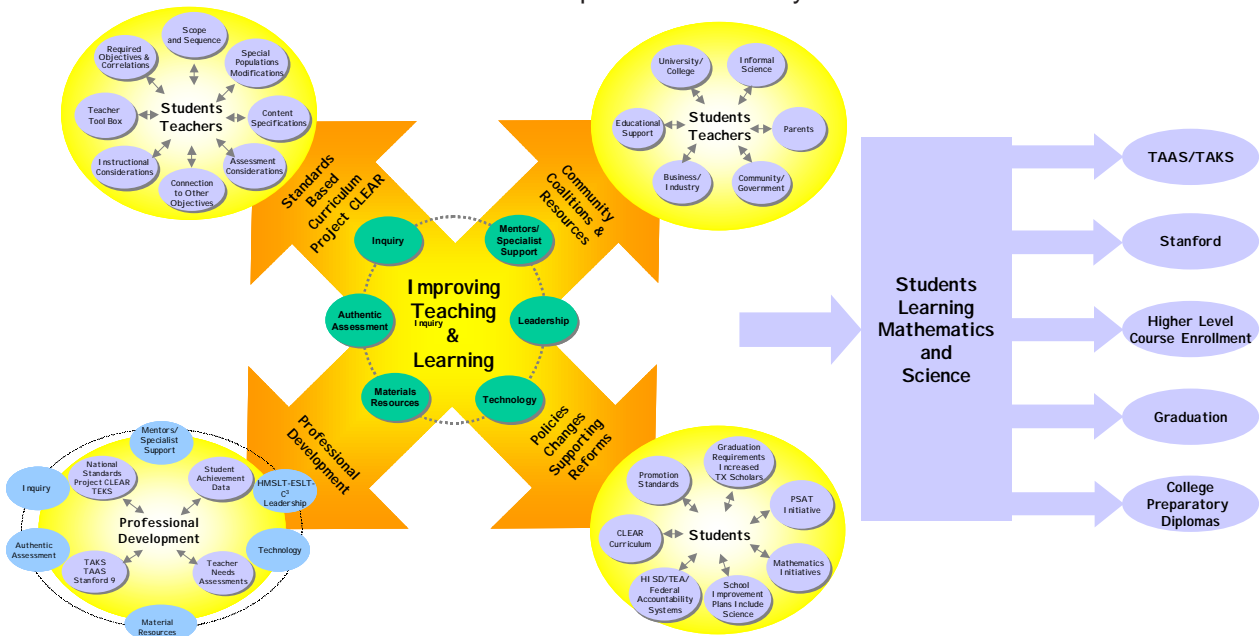 Scope
and Sequence
Required
Objectives &
Correlations
Special
Populations
Modifications
Teacher
Tool Box
Students
Teachers
Content
Specifications
Instructional
Considerations
Connection
to Other
Objectives
Assessment
Considerations
University/
College
Informal
Science
Educational
Support
Students
Teachers
Parents
Business/
Industry
Community/
Government
Standards
Based
Curriculum
Project CLEAR
Community
Coalitions &
Resources
Inquiry
Mentors/
Specialist
Support
Authentic
Assessment
Improving
Teaching
Inquiry
&
Learning
Leadership
Materials
Resources
Technology
Professional
Development
Policies
Changes
Supporting
Reforms
Mentors/
Specialist
Support
Inquiry
National
Standards
Project CLEAR
TEKS
Student
Achievement
Data
HMSLT-ESLT-
C³
Leadership
Professional
Development
Authentic
Assessment
Technology
TAKS
TAAS
Stanford 9
Teacher
Needs
Assessments
Material
Resources
Promotion
Standards
Graduation
Requirements
Increased
TX Scholars
PSAT
Initiative
CLEAR
Curriculum
Students
Mathematics
Initiatives
HISD/TEA/
Federal
Accountability
Systems
School
Improvement
Plans Include
Science
Students
Learning
Mathematics
and
Science
TAAS/TAKS
Stanford
Higher Level
Course Enrollment
Graduation
College
Preparatory
Diplomas